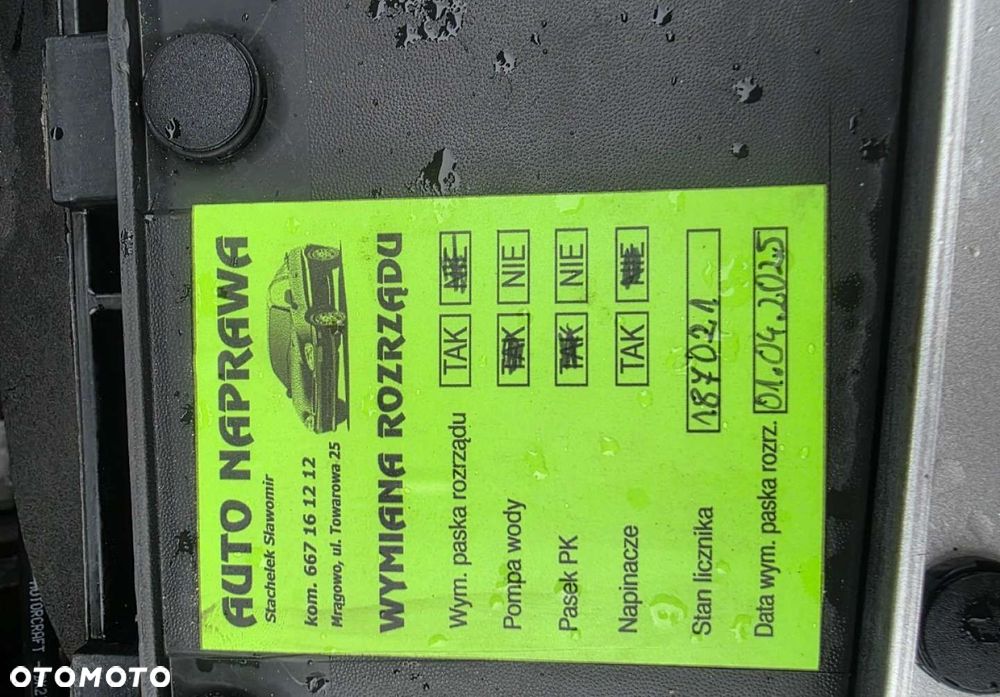 AUTO NAPRAWA
Stachelek Sławomir
kom. 667 16 12 12
Mrągowo, ul. Towarowa 25
WYMIANA ROZRZĄDU
Wym. paska rozrządu TAK NIE
Pompa wody TAK NIE
Pasek PK TAK NIE
Napinacze TAK NIE
Stan licznika 187021
Data wym. paska rozrz. 01.04.2025
AUTORCRAFT
OTOMOTO